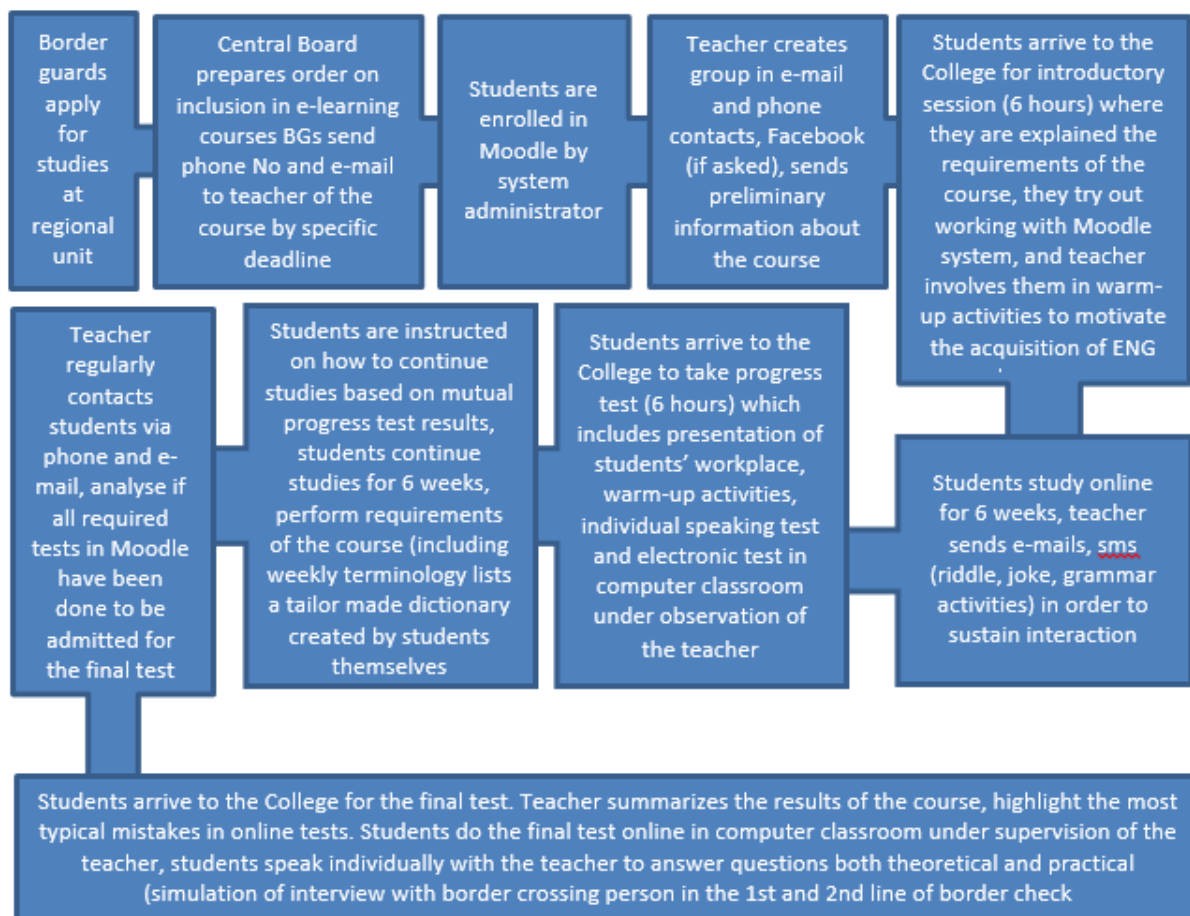 Border
guards
apply
for
studies
at
regional
unit
Central Board
prepares order on
inclusion in e-learning
courses BGs send
phone No and e-mail
to teacher of the
course by specific
deadline
Students are
enrolled in
Moodle by
system
administrator
Teacher creates
group in e-mail
and phone
contacts, Facebook
(if asked), sends
preliminary
information about
the course
Students arrive to the
College for introductory
session (6 hours) where
they are explained the
requirements of the
course, they try out
working with Moodle
system, and teacher
involves them in warm-
up activities to motivate
the acquisition of ENG
Students study online
for 6 weeks, teacher
sends e-mails, sms
(riddle, joke, grammar
activities) in order to
sustain interaction
Students arrive to the
College to take progress
test (6 hours) which
includes presentation of
students’ workplace,
warm-up activities,
individual speaking test
and electronic test in
computer classroom
under observation of
the teacher
Students are instructed
on how to continue
studies based on mutual
progress test results,
students continue
studies for 6 weeks,
perform requirements
of the course (including
weekly terminology lists
a tailor made dictionary
created by students
themselves
Teacher
regularly
contacts
students via
phone and e-
mail, analyse if
all required
tests in Moodle
have been
done to be
admitted for
the final test
Students arrive to the College for the final test. Teacher summarizes the results of the course, highlight the most
typical mistakes in online tests. Students do the final test online in computer classroom under supervision of the
teacher, students speak individually with the teacher to answer questions both theoretical and practical
(simulation of interview with border crossing person in the 1st and 2nd line of border check